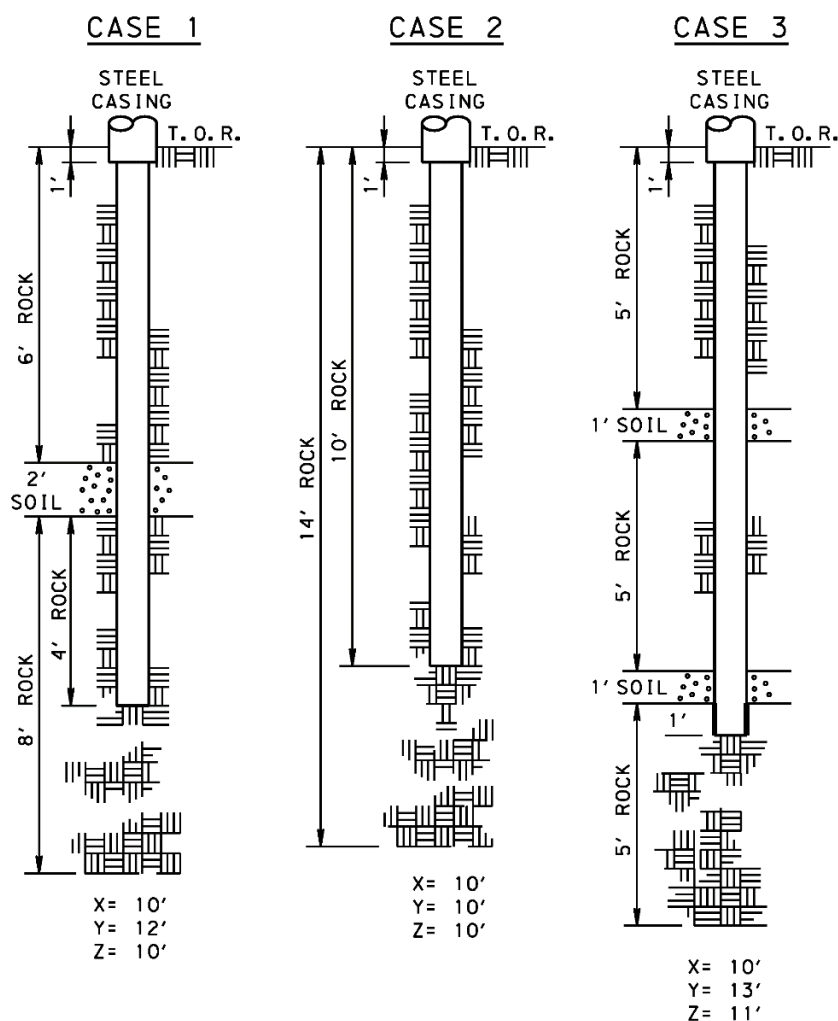 CASE 1
STEEL
CASING
T. O. R.
1'
6' ROCK
2'
SOIL
4' ROCK
8' ROCK
X= 10'
Y= 12'
Z= 10'
CASE 2
STEEL
CASING
T. O. R.
1'
10' ROCK
14' ROCK
X= 10'
Y= 10'
Z= 10'
CASE 3
STEEL
CASING
T. O. R.
1'
5' ROCK
1' SOIL
5' ROCK
1' SOIL
1'
5' ROCK
X= 10'
Y= 13'
Z= 11'